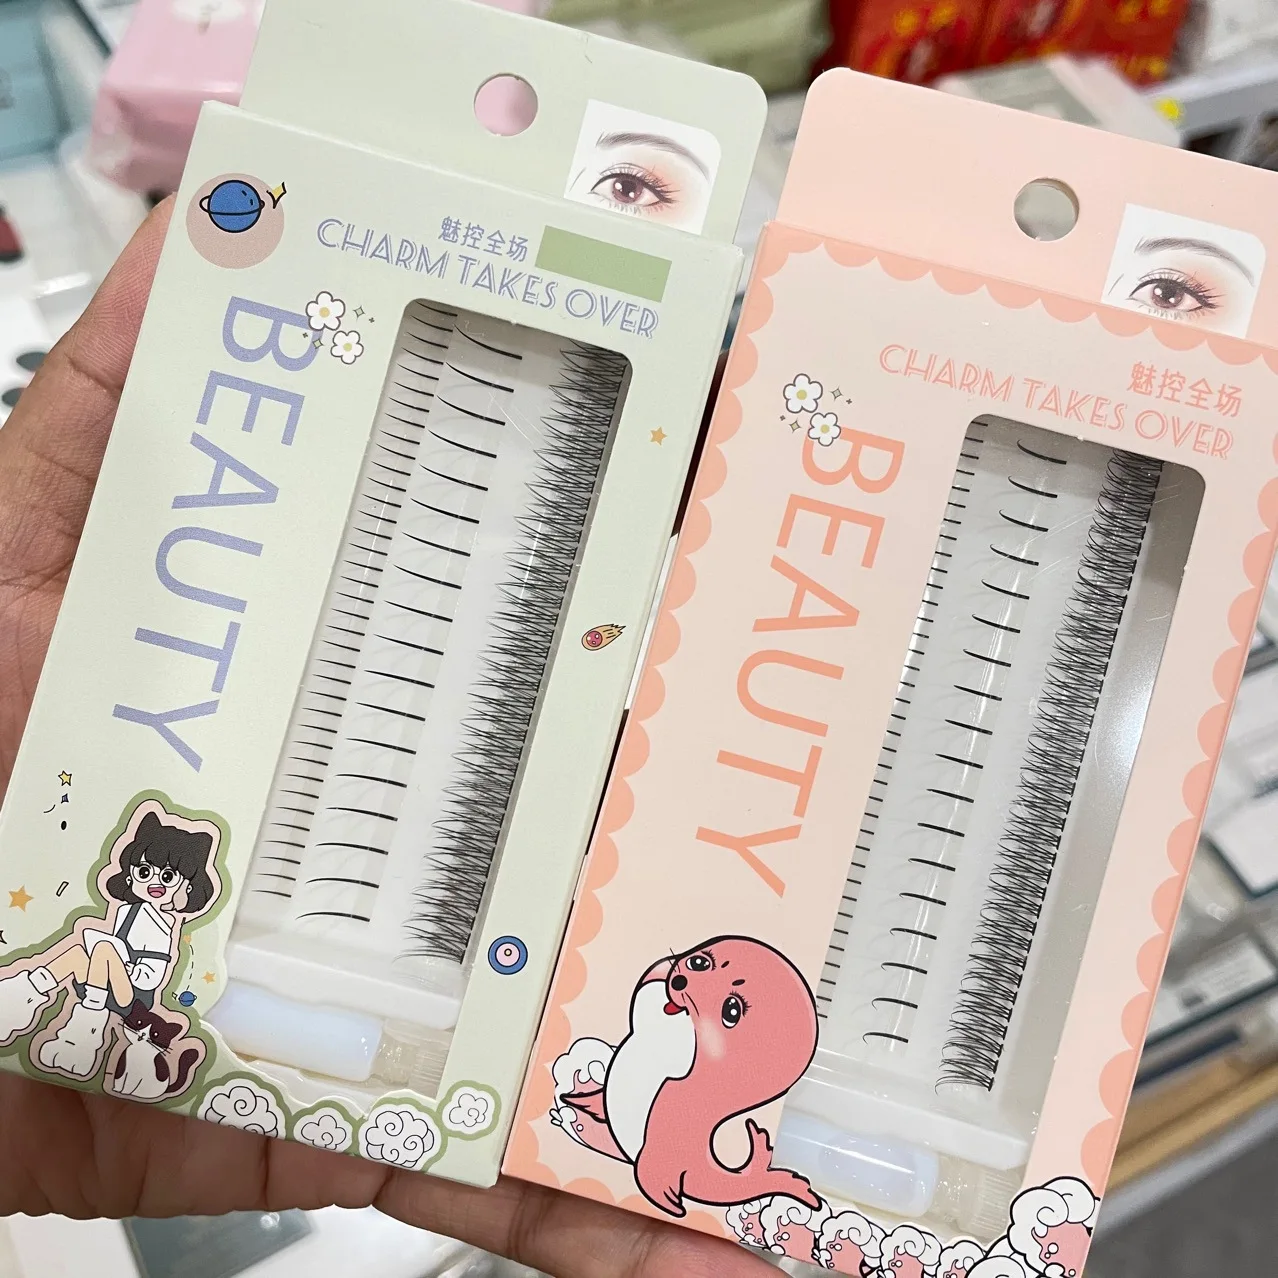 魅控全场
CHARM TAKES OVER
BEAUTY
魅控全场
CHARM TAKES OVER
BEAUTY